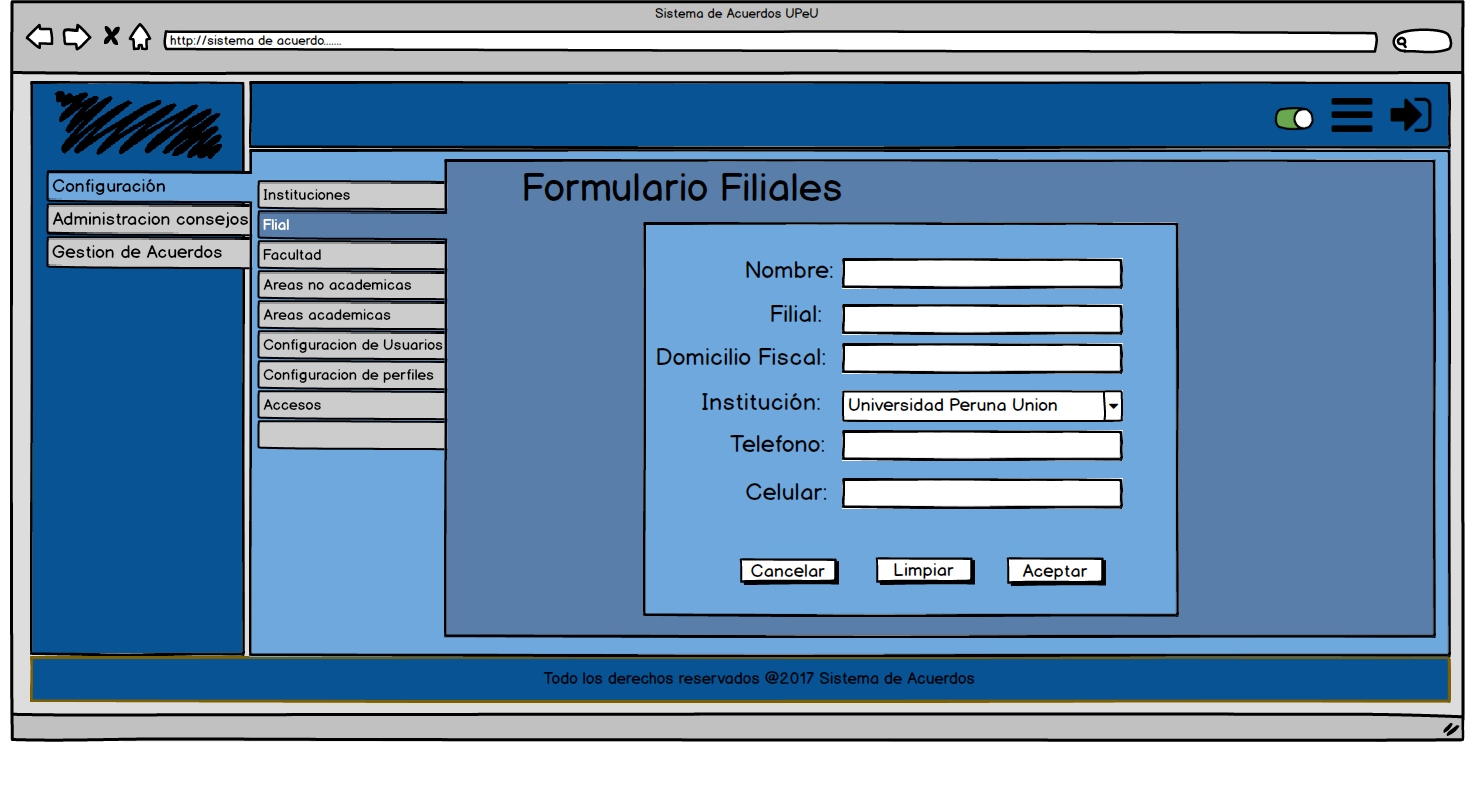 Sistema de Acuerdos UPeU
http://sistema de acuerdo......
Configuración
Administracion consejos
Gestion de Acuerdos
Instituciones
Flial
Facultad
Areas no academicas
Areas academicas
Configuracion de Usuarios
Configuracion de perfiles
Accesos
Formulario Filiales
Nombre:
Filial:
Domicilio Fiscal:
Institución: Universidad Peruna Union
Telefono:
Celular:
Cancelar Limpiar Aceptar
Todo los derechos reservados @2017 Sistema de Acuerdos